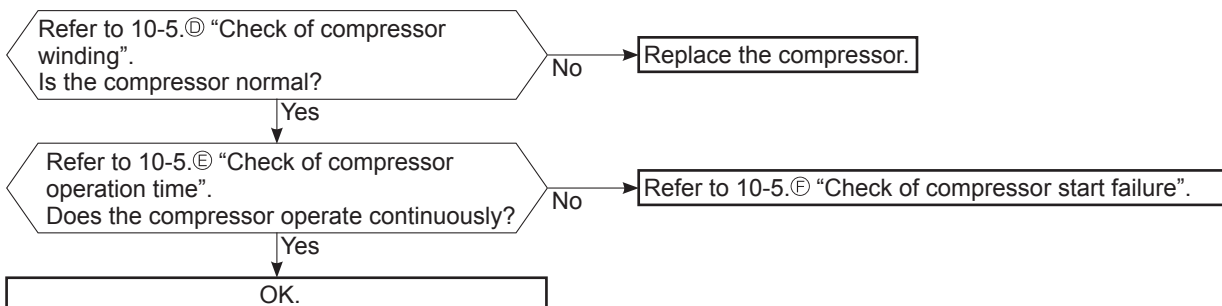 Refer to 10-5.Ⓓ “Check of compressor
winding”.
Is the compressor normal?
No
Replace the compressor.
Yes
Refer to 10-5.Ⓔ “Check of compressor
operation time”.
Does the compressor operate continuously?
No
Refer to 10-5.Ⓕ “Check of compressor start failure”.
Yes
OK.